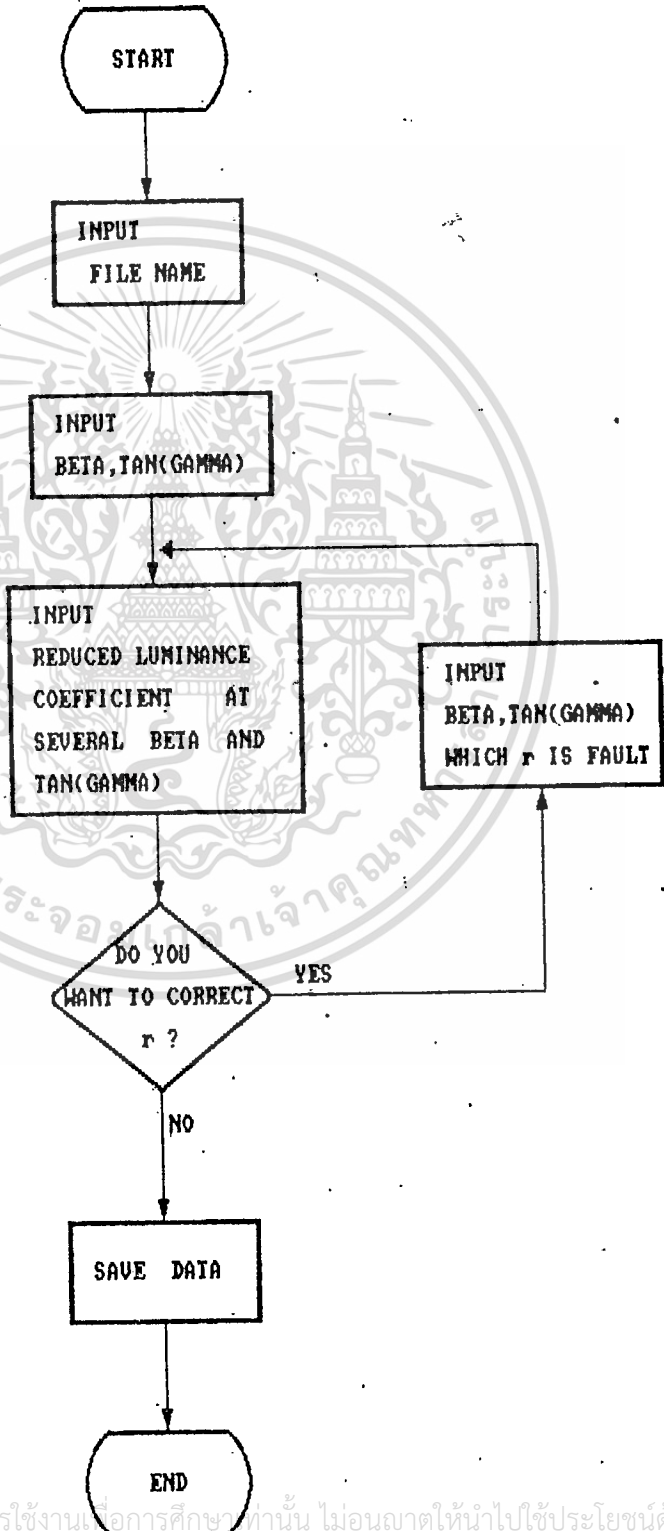 START
INPUT
FILE NAME
INPUT
BETA,TAN(GAMMA)
INPUT
REDUCED LUMINANCE
COEFFICIENT AT
SEVERAL BETA AND
TAN(GAMMA)
INPUT
BETA,TAN(GAMMA)
WHICH r IS FAULT
DO YOU
WANT TO CORRECT
r ?
YES
NO
SAVE DATA
END